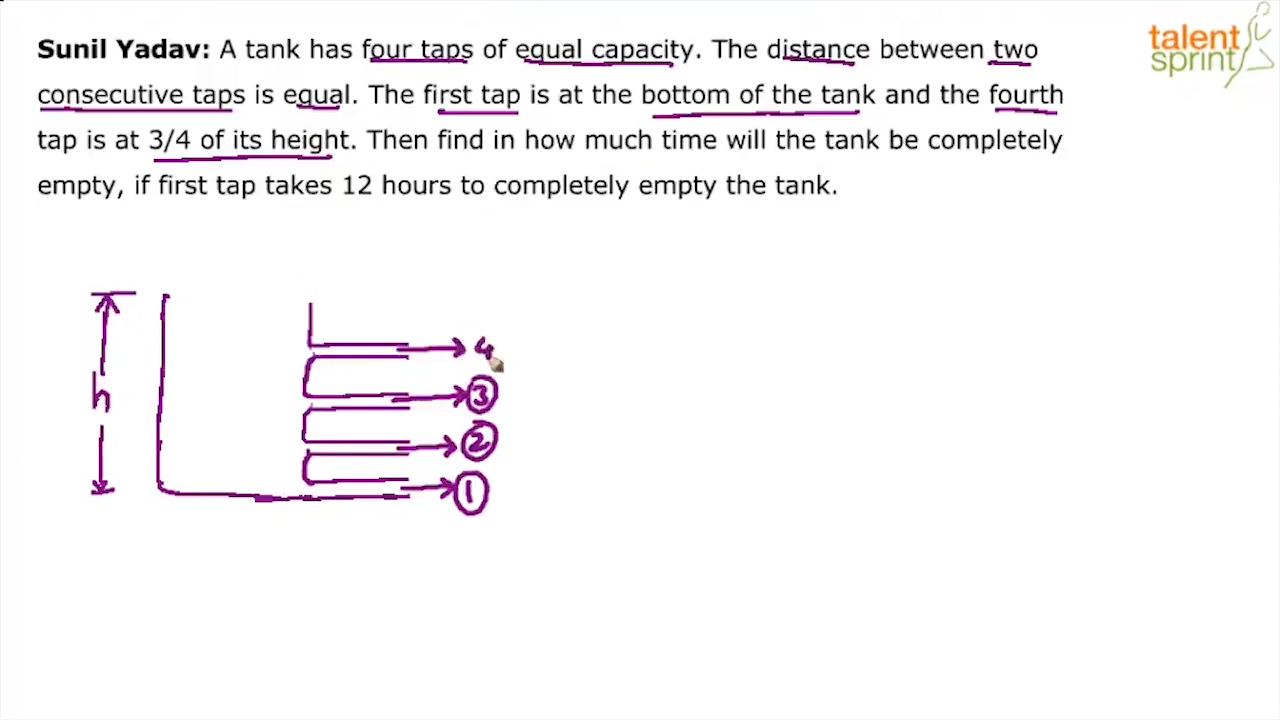 talent
sprint
Sunil Yadav: A tank has four taps of equal capacity. The distance between two
consecutive taps is equal. The first tap is at the bottom of the tank and the fourth
tap is at 3/4 of its height. Then find in how much time will the tank be completely
empty, if first tap takes 12 hours to completely empty the tank.
4
3
h
2
1